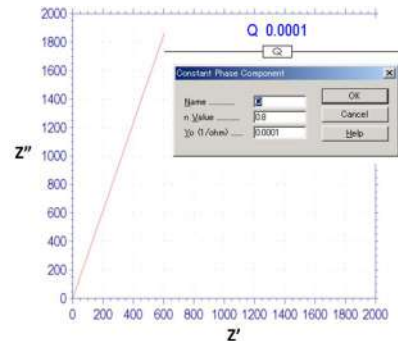 Q 0.0001
Q
Constant Phase Component
Name
OK
n Value
0.8
Cancel
Yo (1/ohm)
0.0001
Help
2000
1800
1600
1400
1200
1000
800
600
400
200
0
Z″
0 200 400 600 800 1000 1200 1400 1600 1800 2000
Z′